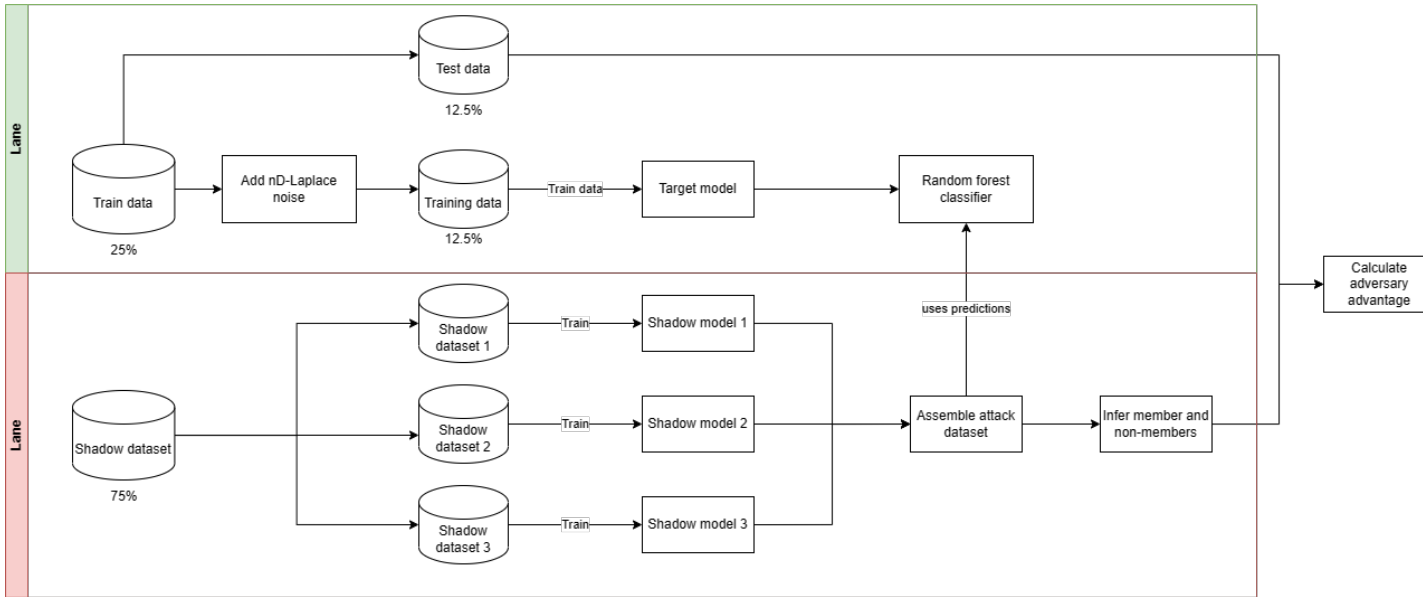 Lane
Test data
12.5%
Train data
25%
Add nD-Laplace
noise
Training data
12.5%
Train data
Target model
Random forest
classifier
Calculate
adversary
advantage
Lane
Shadow dataset
75%
Shadow
dataset 1
Train
Shadow model 1
uses predictions
Shadow
dataset 2
Train
Shadow model 2
Assemble attack
dataset
Infer member and
non-members
Shadow
dataset 3
Train
Shadow model 3